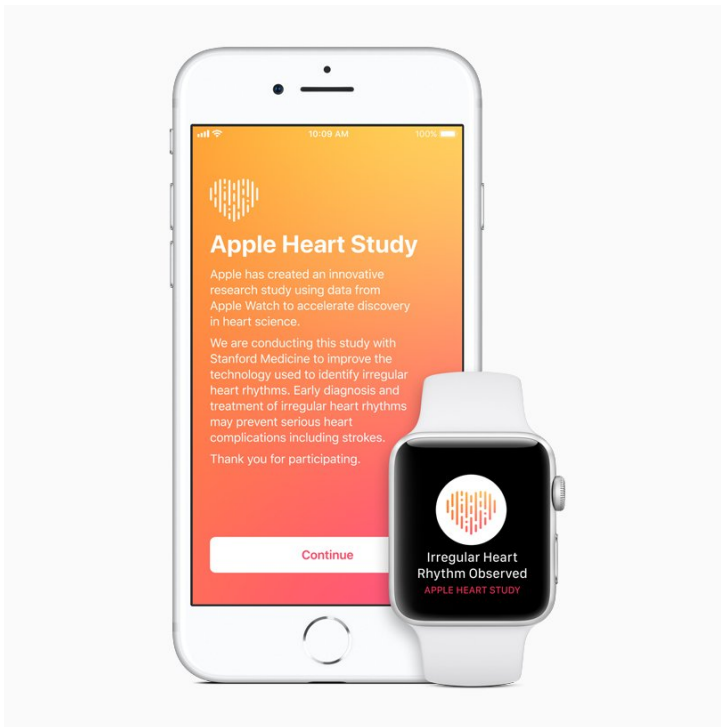 10:09 AM
100%
Apple Heart Study
Apple has created an innovative
research study using data from
Apple Watch to accelerate discovery
in heart science.
We are conducting this study with
Stanford Medicine to improve the
technology used to identify irregular
heart rhythms. Early diagnosis and
treatment of irregular heart rhythms
may prevent serious heart
complications including strokes.
Thank you for participating.
Continue
Irregular Heart
Rhythm Observed
APPLE HEART STUDY